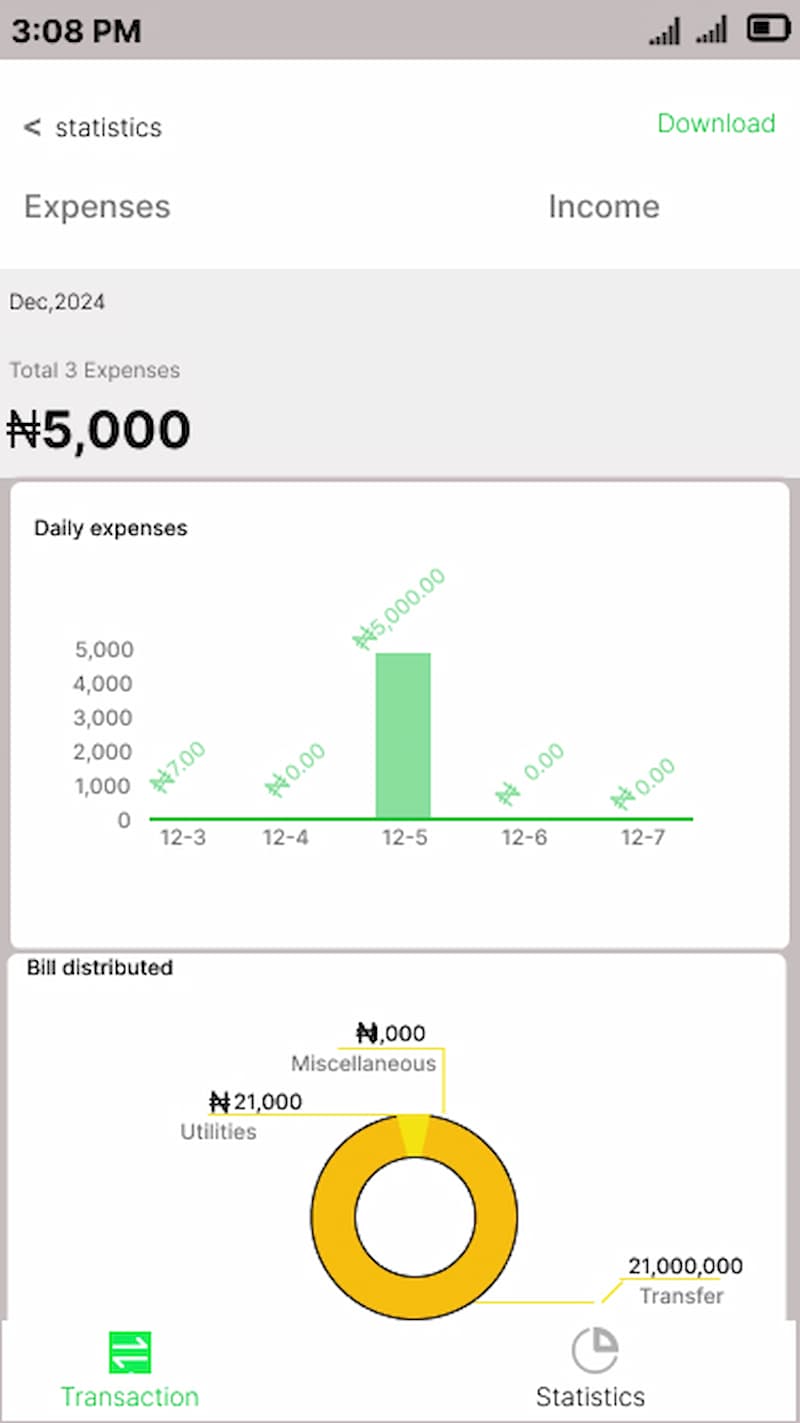 3:08 PM
< statistics
Download
Expenses
Income
Dec,2024
Total 3 Expenses
₦5,000
Daily expenses
₦5,000.00
5,000
4,000
3,000
2,000
1,000
0
₦7.00
₦0.00
₦ 0.00
₦0.00
12-3
12-4
12-5
12-6
12-7
Bill distributed
₦,000
Miscellaneous
₦21,000
Utilities
21,000,000
Transfer
Transaction
Statistics